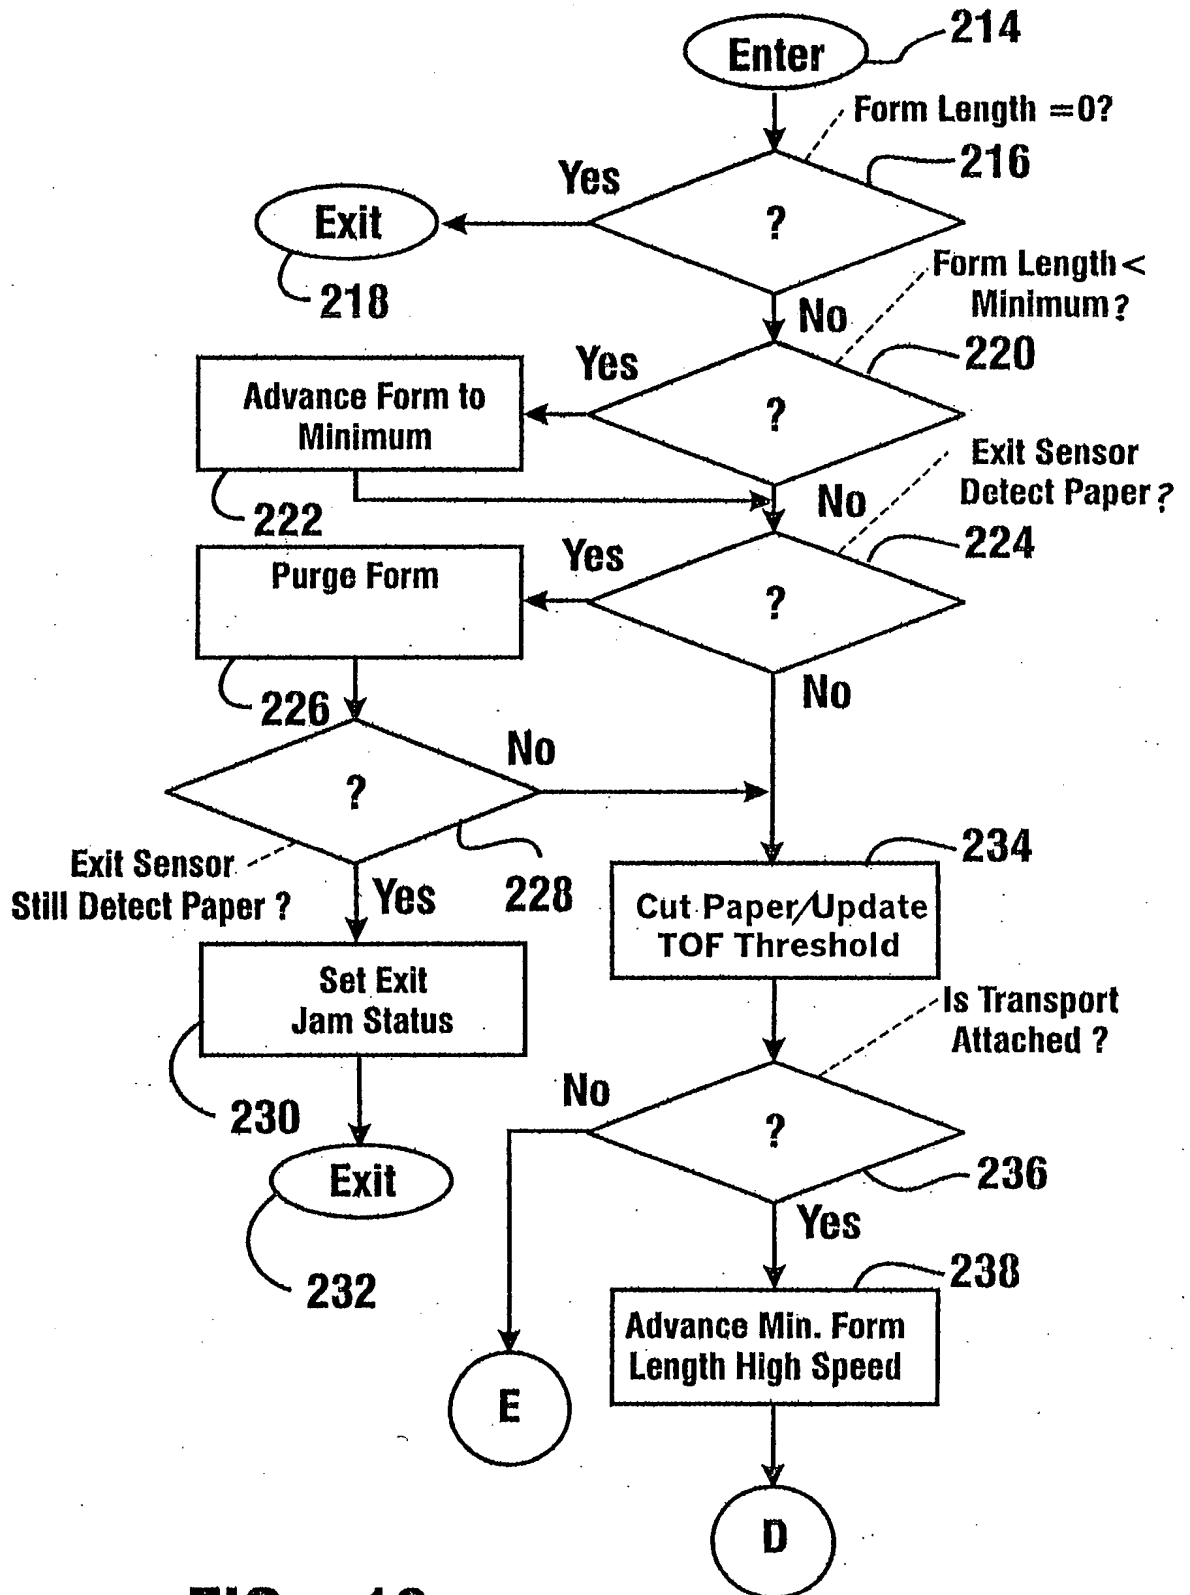 Enter
214
Form Length =0?
216
Yes
?
Exit
218
No
Form Length<
Minimum?
220
Yes
?
Advance Form to
Minimum
222
No
Exit Sensor
Detect Paper?
224
Yes
?
Purge Form
226
No
No
?
Exit Sensor
Still Detect Paper ?
228
Yes
234
Cut Paper/Update
TOF Threshold
Set Exit
Jam Status
230
Exit
232
Is Transport
Attached ?
No
?
236
Yes
238
Advance Min. Form
Length High Speed
E
D